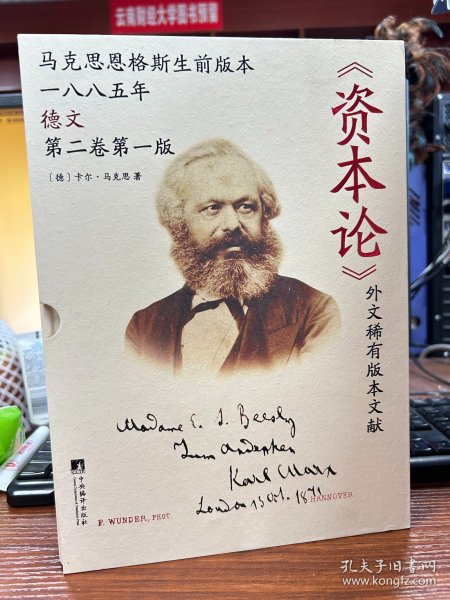 云南财经大学图书预留
马克思恩格斯生前版本
一八八五年
德文
第二卷第一版
〔德〕卡尔·马克思 著
《资本论》
外文稀有版本文献
Madame E. S. Beesly
Zum Andenken
Karl Marx
London 13 Oct. 1871
F. WUNDER, PHOT.
HANNOVER
中央编译出版社
孔夫子旧书网
www.kongfz.com